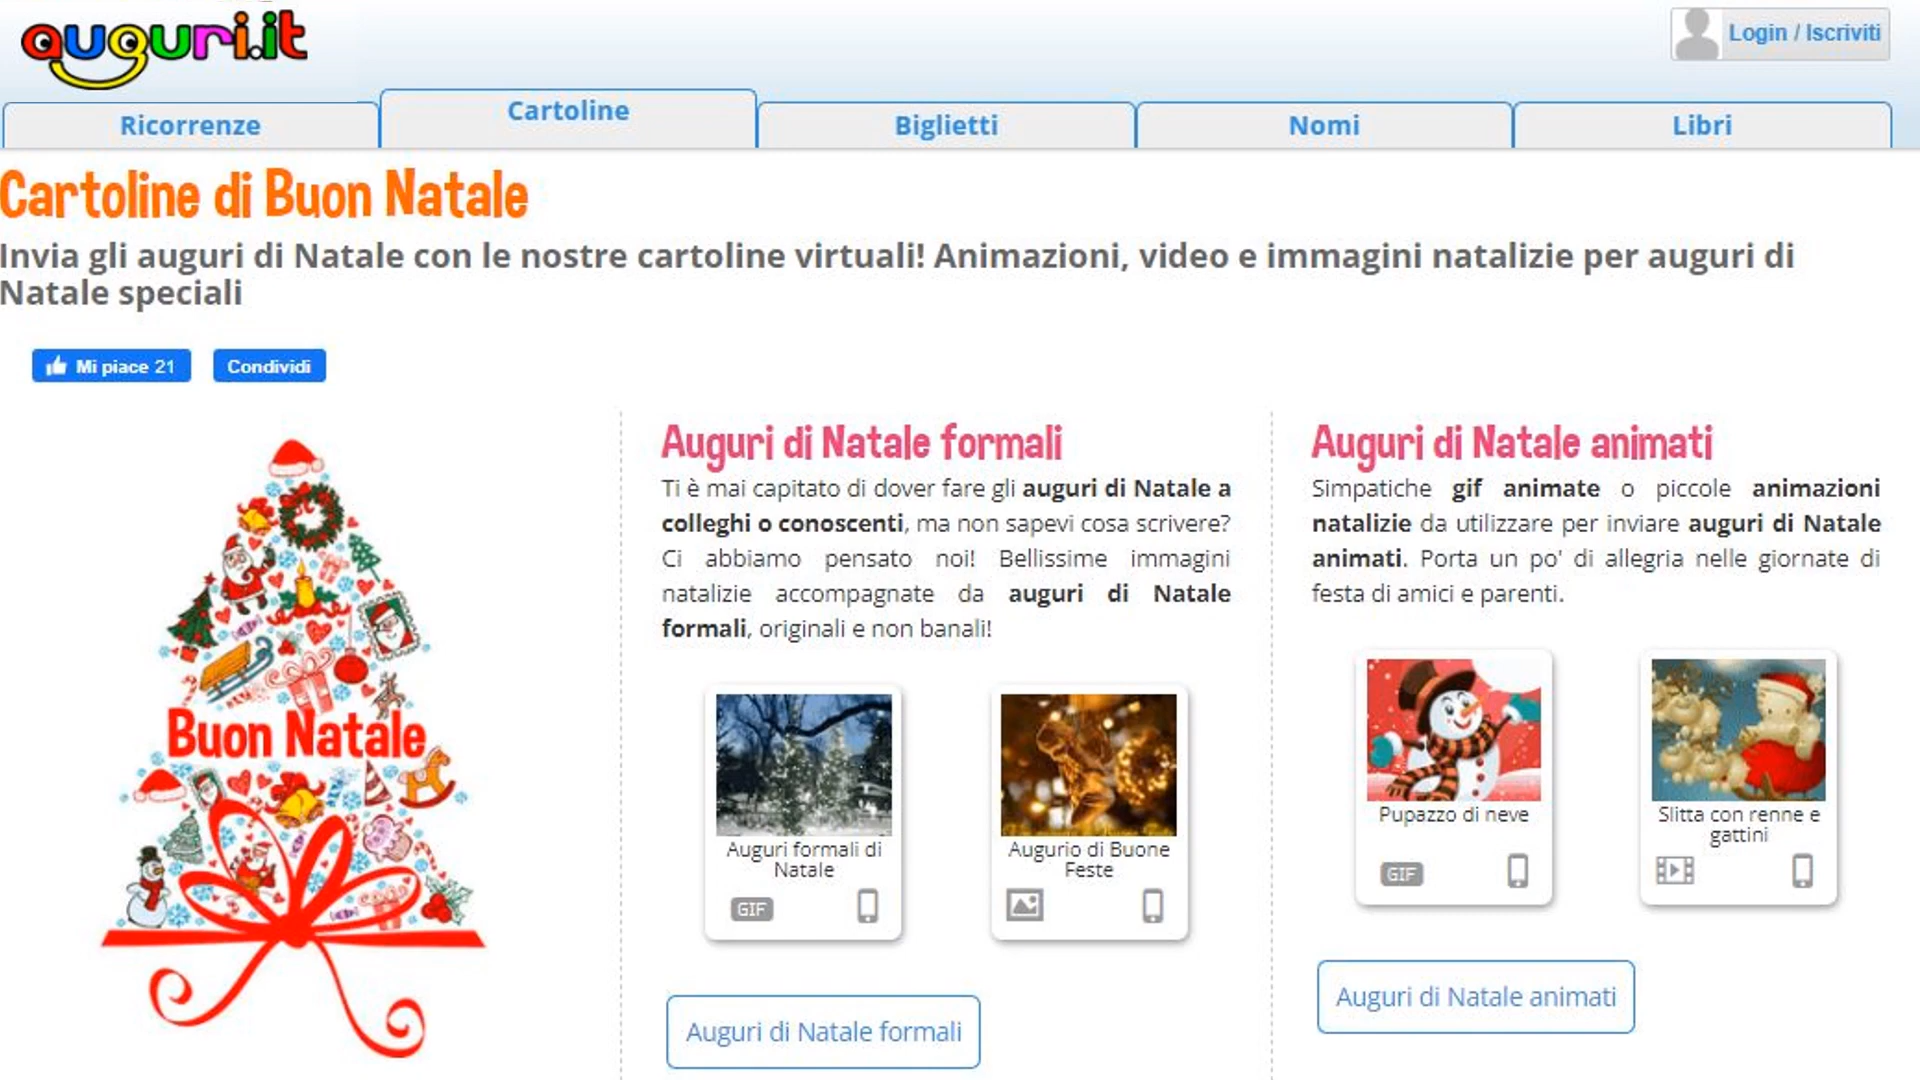 auguri.it
Login / Iscriviti
Ricorrenze
Cartoline
Biglietti
Nomi
Libri
Cartoline di Buon Natale
Invia gli auguri di Natale con le nostre cartoline virtuali! Animazioni, video e immagini natalizie per auguri di
Natale speciali
Mi piace 21
Condividi
Buon Natale
Auguri di Natale formali
Ti è mai capitato di dover fare gli auguri di Natale a
colleghi o conoscenti, ma non sapevi cosa scrivere?
Ci abbiamo pensato noi! Bellissime immagini
natalizie accompagnate da auguri di Natale
formali, originali e non banali!
Auguri formali di
Natale
GIF
Augurio di Buone
Feste
Auguri di Natale formali
Auguri di Natale animati
Simpatiche gif animate o piccole animazioni
natalizie da utilizzare per inviare auguri di Natale
animati. Porta un po' di allegria nelle giornate di
festa di amici e parenti.
Pupazzo di neve
GIF
Slitta con renne e
gattini
Auguri di Natale animati